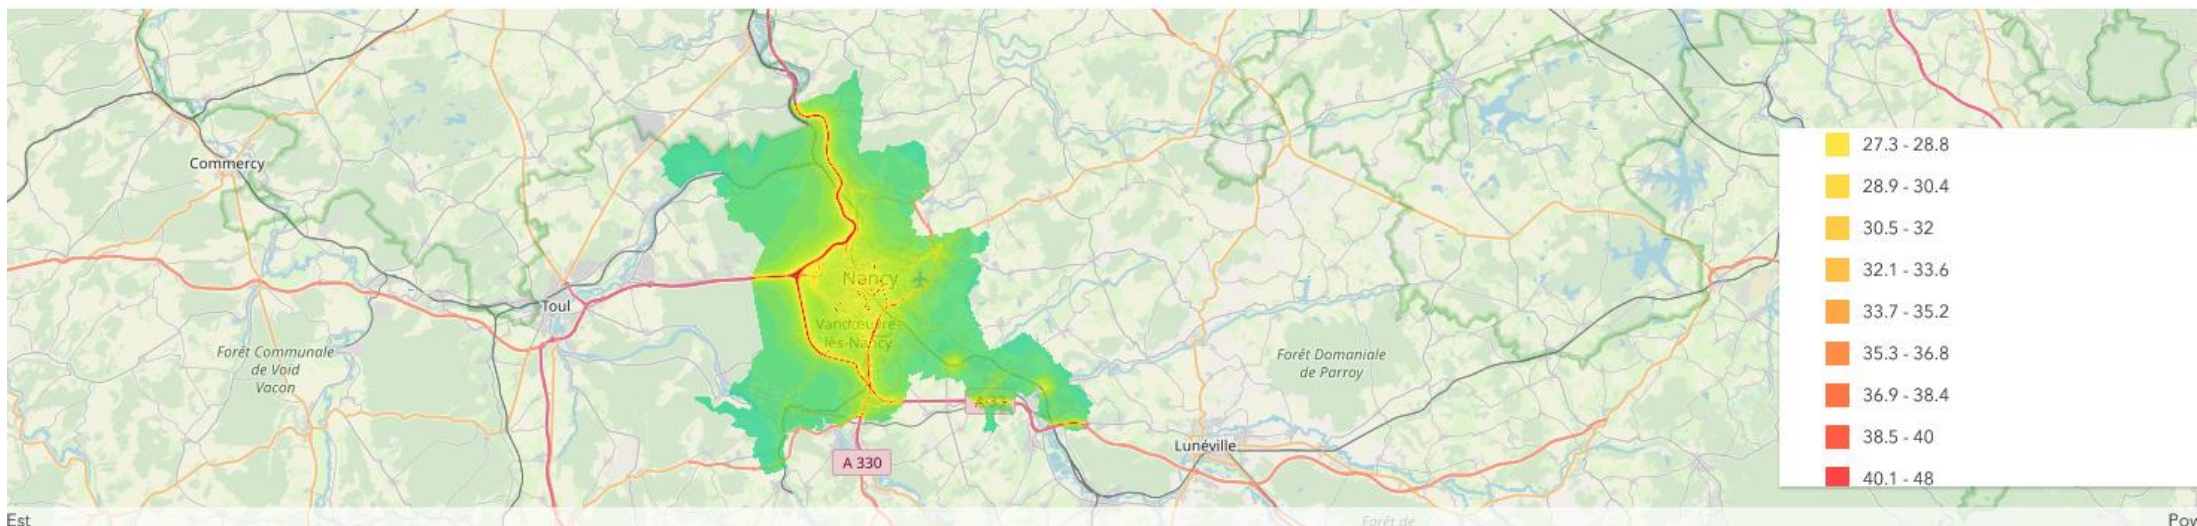 Commercy
Toul
Nancy
Vandœuvre-
lès-Nancy
Forêt Communale
de Void
Vacon
A 330
A 33
Lunéville
Forêt Domaniale
de Parroy
27.3 - 28.8
28.9 - 30.4
30.5 - 32
32.1 - 33.6
33.7 - 35.2
35.3 - 36.8
36.9 - 38.4
38.5 - 40
40.1 - 48
Est
Forêt de
Pow